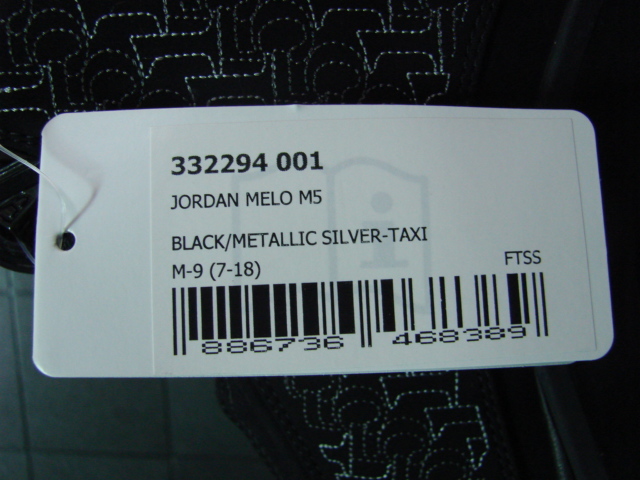 332294 001
JORDAN MELO M5
BLACK/METALLIC SILVER-TAXI
M-9 (7-18) FTSS
886736 468389